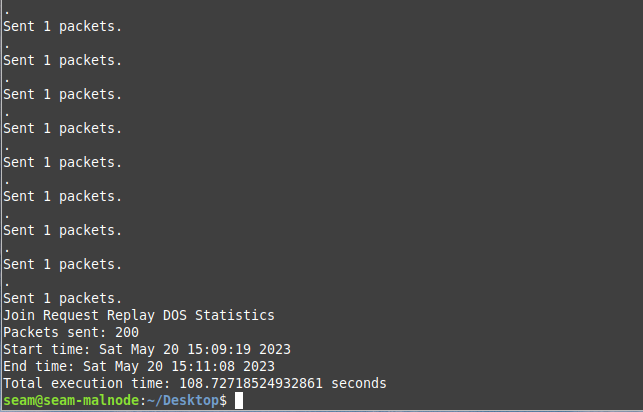 .
Sent 1 packets.
.
Sent 1 packets.
.
Sent 1 packets.
.
Sent 1 packets.
.
Sent 1 packets.
.
Sent 1 packets.
.
Sent 1 packets.
.
Sent 1 packets.
.
Sent 1 packets.
Join Request Replay DOS Statistics
Packets sent: 200
Start time: Sat May 20 15:09:19 2023
End time: Sat May 20 15:11:08 2023
Total execution time: 108.72718524932861 seconds
seam@seam-malnode:~/Desktop$